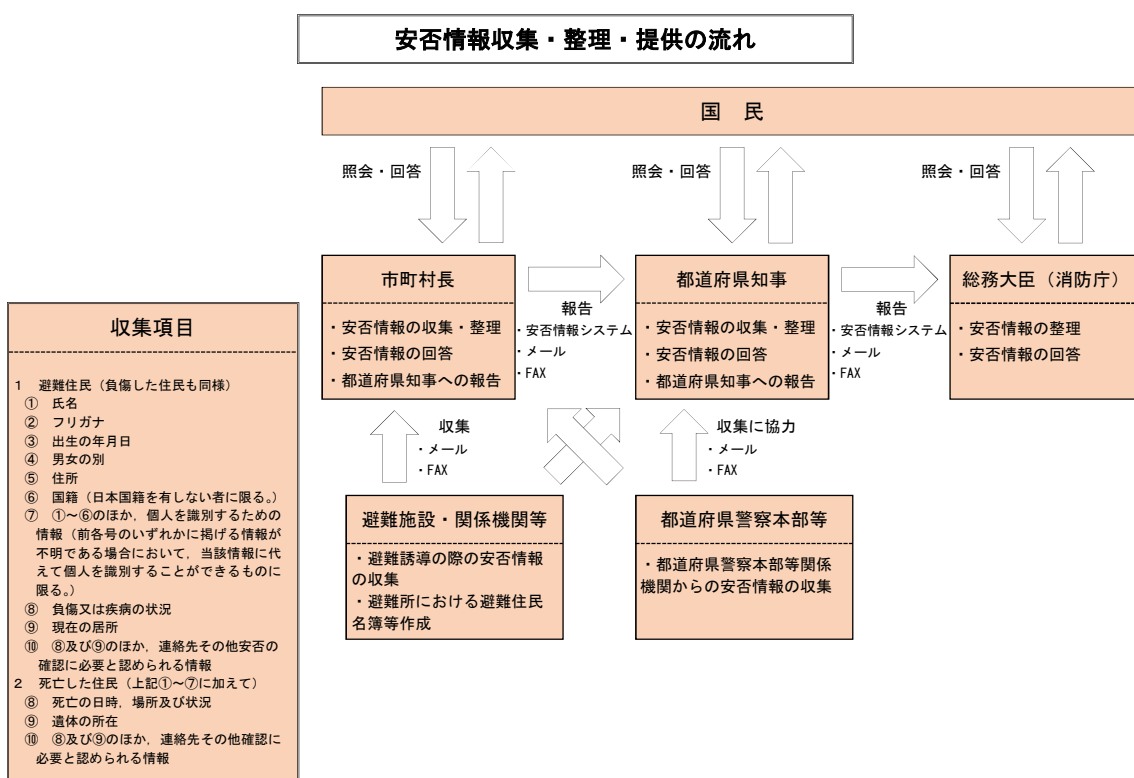 安否情報収集・整理・提供の流れ
国　民
照会・回答
照会・回答
照会・回答
市町村長
・安否情報の収集・整理
・安否情報の回答
・都道府県知事への報告
報告
・安否情報システム
・メール
・FAX
都道府県知事
・安否情報の収集・整理
・安否情報の回答
・都道府県知事への報告
報告
・安否情報システム
・メール
・FAX
総務大臣（消防庁）
・安否情報の整理
・安否情報の回答
収集
・メール
・FAX
収集に協力
・メール
・FAX
避難施設・関係機関等
・避難誘導の際の安否情報
の収集
・避難所における避難住民
名簿等作成
都道府県警察本部等
・都道府県警察本部等関係
機関からの安否情報の収集
収集項目
1　避難住民（負傷した住民も同様）
①　氏名
②　フリガナ
③　出生の年月日
④　男女の別
⑤　住所
⑥　国籍（日本国籍を有しない者に限る。）
⑦　①～⑥のほか，個人を識別するための
情報（前各号のいずれかに掲げる情報が
不明である場合において，当該情報に代
えて個人を識別することができるものに
限る。）
⑧　負傷又は疾病の状況
⑨　現在の居所
⑩　⑧及び⑨のほか，連絡先その他安否の
確認に必要と認められる情報
2　死亡した住民（上記①～⑦に加えて）
⑧　死亡の日時，場所及び状況
⑨　遺体の所在
⑩　⑧及び⑨のほか，連絡先その他確認に
必要と認められる情報